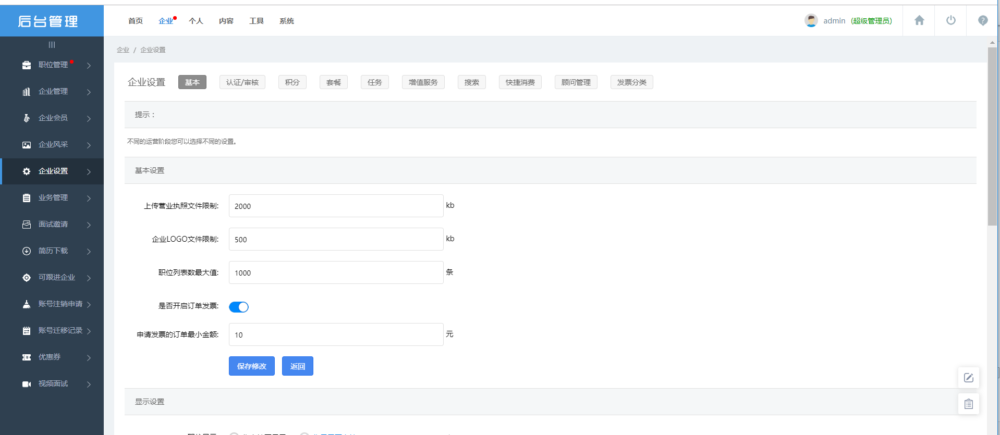 后台管理
首页 企业 个人 内容 工具 系统
admin (超级管理员)
职位管理
企业管理
企业会员
企业风采
企业设置
业务管理
面试邀请
简历下载
可跟进企业
账号注销申请
账号迁移记录
优惠券
视频面试
企业 / 企业设置
企业设置 基本 认证/审核 积分 套餐 任务 增值服务 搜索 快捷消费 顾问管理 发票分类
提示：
不同的运营阶段您可以选择不同的设置。
基本设置
上传营业执照文件限制: 2000 kb
企业LOGO文件限制: 500 kb
职位列表数最大值: 1000 条
是否开启订单发票:
申请发票的订单最小金额: 10 元
保存修改 返回
显示设置